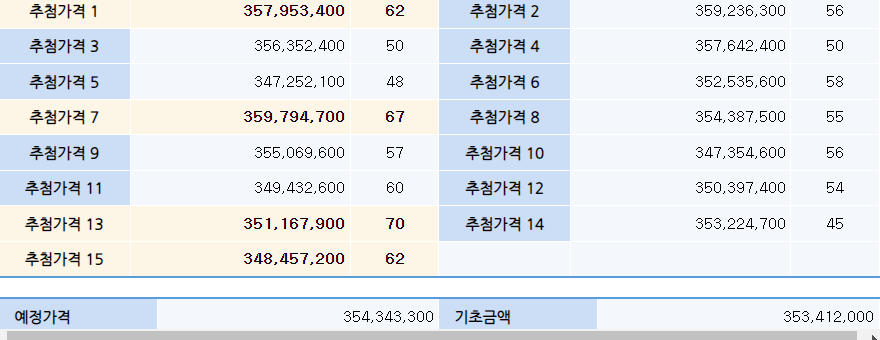 추첨가격 1 357,953,400 62 추첨가격 2 359,236,300 56
추첨가격 3 356,352,400 50 추첨가격 4 357,642,400 50
추첨가격 5 347,252,100 48 추첨가격 6 352,535,600 58
추첨가격 7 359,794,700 67 추첨가격 8 354,387,500 55
추첨가격 9 355,069,600 57 추첨가격 10 347,354,600 56
추첨가격 11 349,432,600 60 추첨가격 12 350,397,400 54
추첨가격 13 351,167,900 70 추첨가격 14 353,224,700 45
추첨가격 15 348,457,200 62
예정가격 354,343,300 기초금액 353,412,000